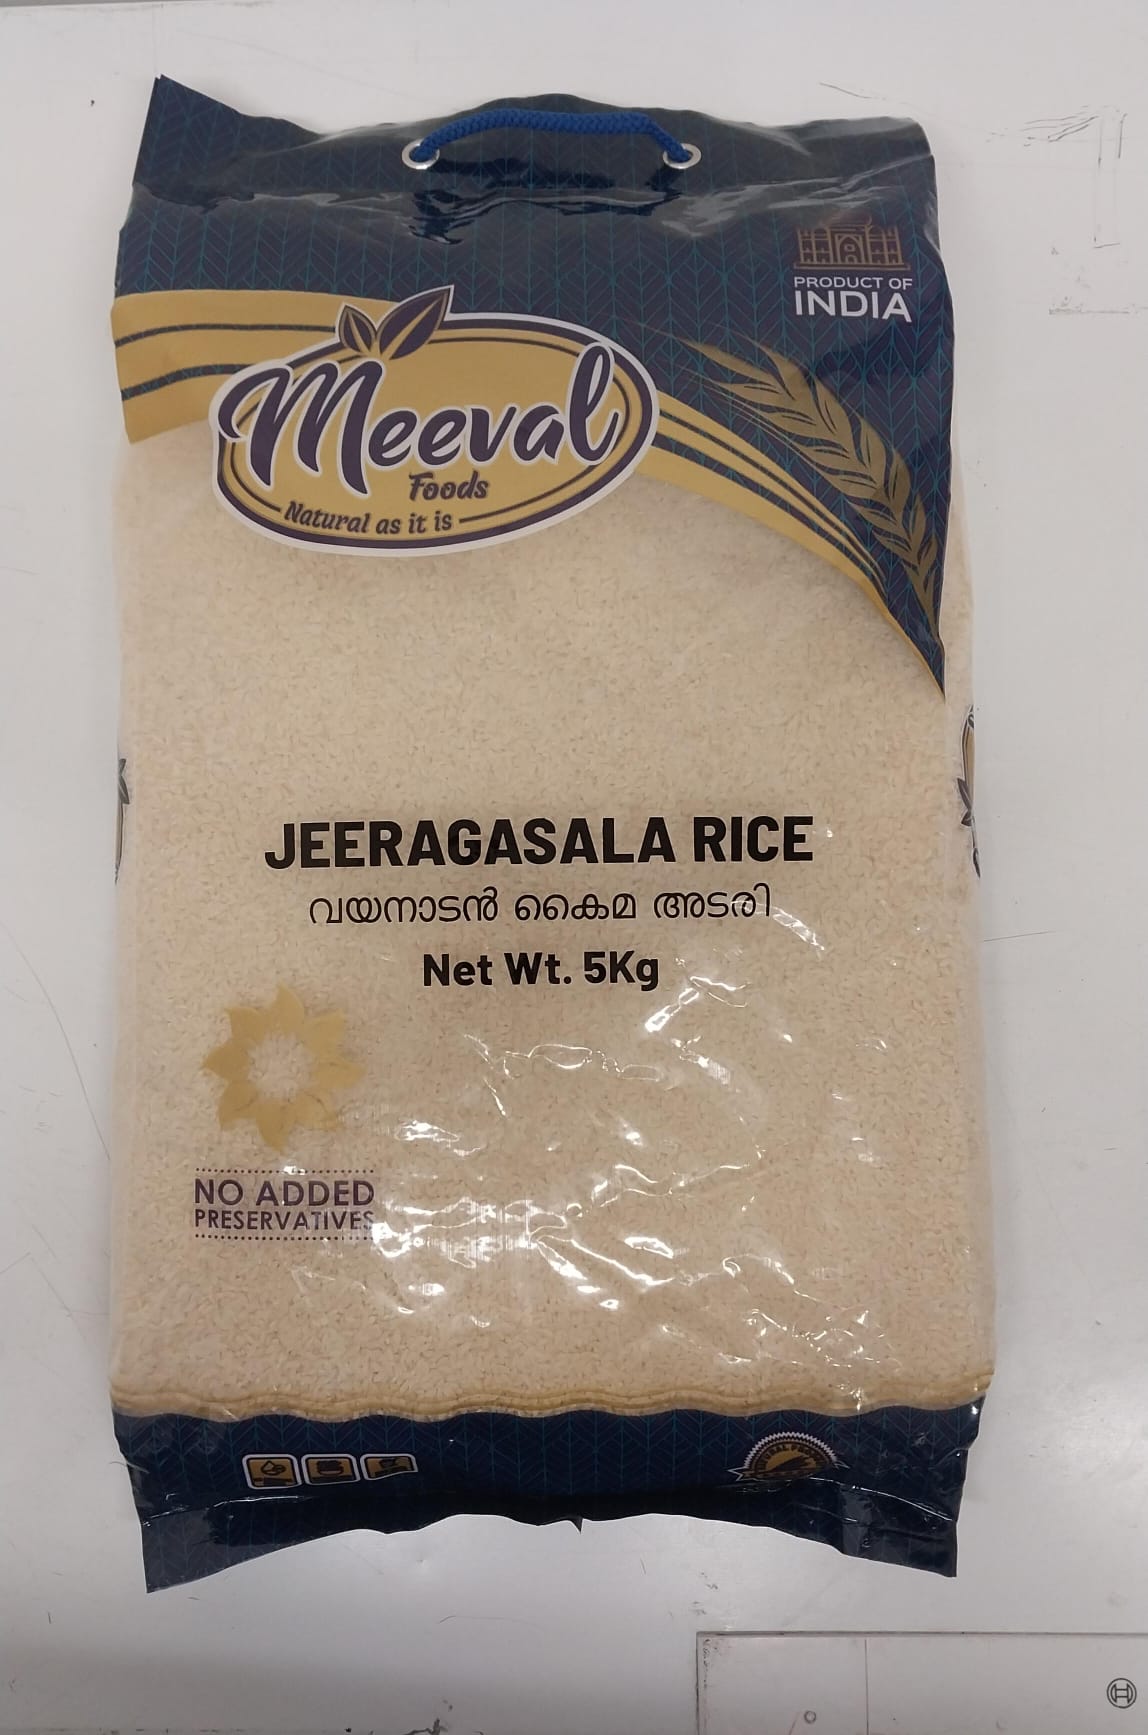 PRODUCT OF
INDIA
Meeval
Foods
Natural as it is
JEERAGASALA RICE
വയനാടൻ കൈമ അടരി
Net Wt. 5Kg
NO ADDED
PRESERVATIVES